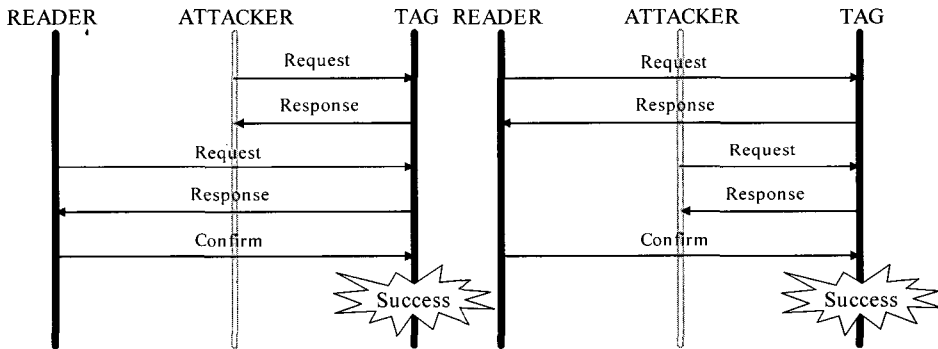 READER ATTACKER TAG READER ATTACKER TAG
Request
Response
Request
Response
Confirm
Success
Request
Response
Request
Response
Confirm
Success